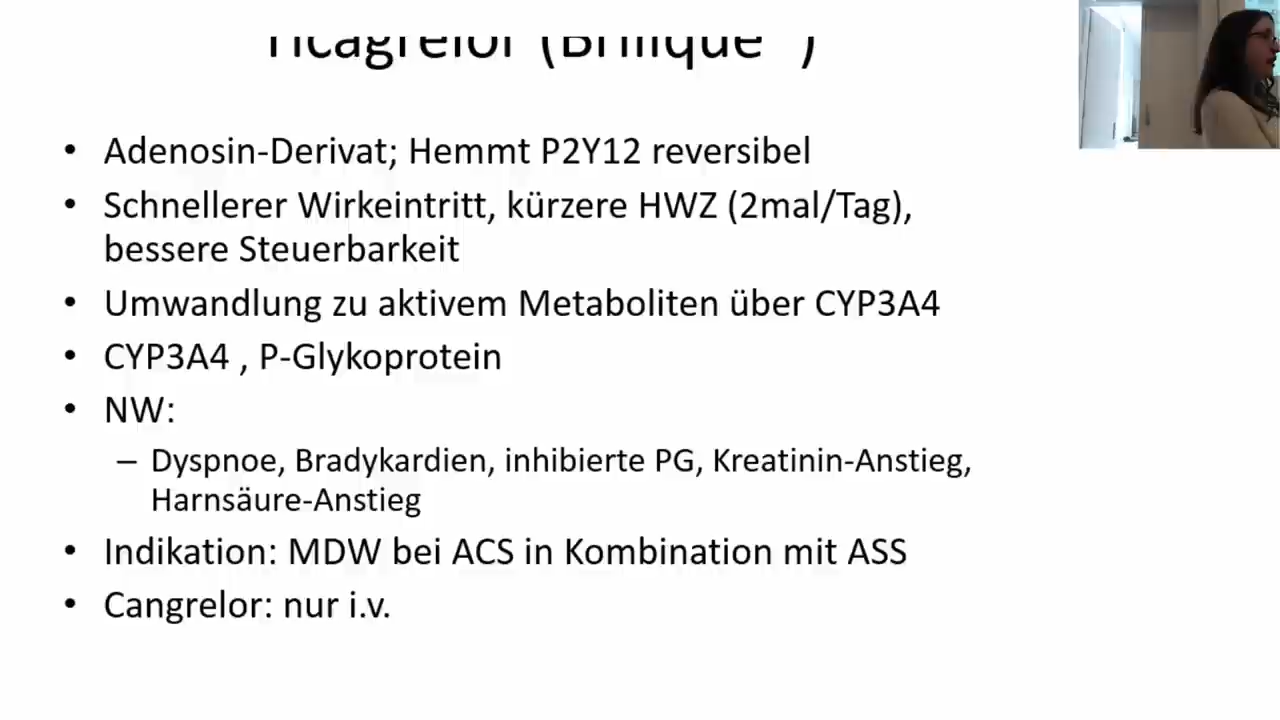 Ticagrelor (Brilique )
• Adenosin-Derivat; Hemmt P2Y12 reversibel
• Schnellerer Wirkeintritt, kürzere HWZ (2mal/Tag),
bessere Steuerbarkeit
• Umwandlung zu aktivem Metaboliten über CYP3A4
• CYP3A4 , P-Glykoprotein
• NW:
– Dyspnoe, Bradykardien, inhibierte PG, Kreatinin-Anstieg,
Harnsäure-Anstieg
• Indikation: MDW bei ACS in Kombination mit ASS
• Cangrelor: nur i.v.